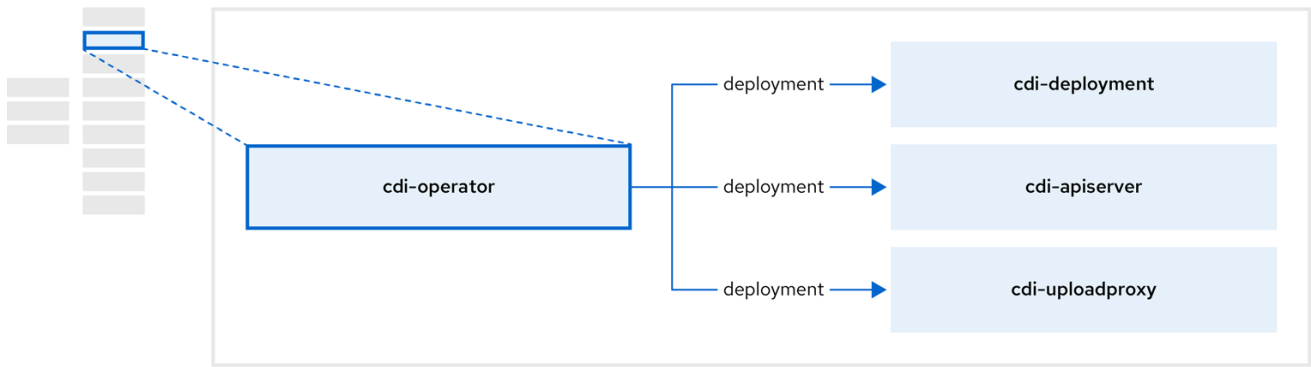 deployment
cdi-deployment
cdi-operator
deployment
cdi-apiserver
deployment
cdi-uploadproxy